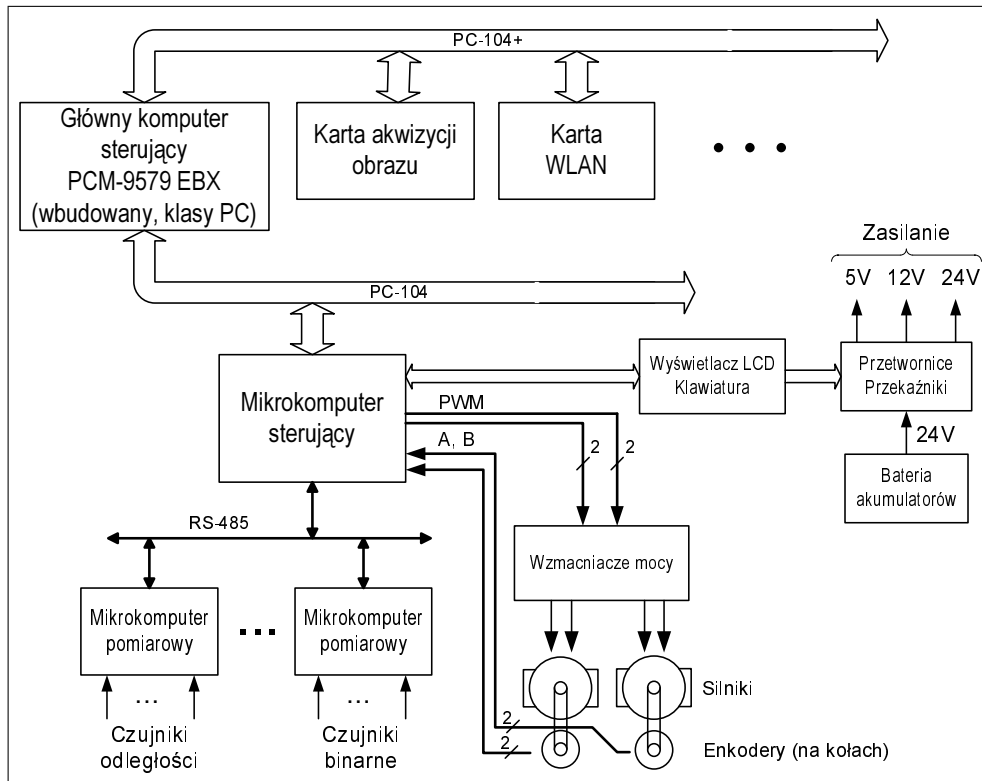 PC-104+
Główny komputer
sterujący
PCM-9579 EBX
(wbudowany, klasy PC)
Karta akwizycji
obrazu
Karta
WLAN
• • •
Zasilanie
5V 12V 24V
PC-104
Mikrokomputer
sterujący
Wyświetlacz LCD
Klawiatura
Przetwornice
Przekaźniki
PWM
A, B
2 2
24V
Bateria
akumulatorów
RS-485
Wzmacniacze mocy
Mikrokomputer
pomiarowy
...
Mikrokomputer
pomiarowy
... ...
Czujniki
odległości
Czujniki
binarne
Silniki
2
2
Enkodery (na kołach)